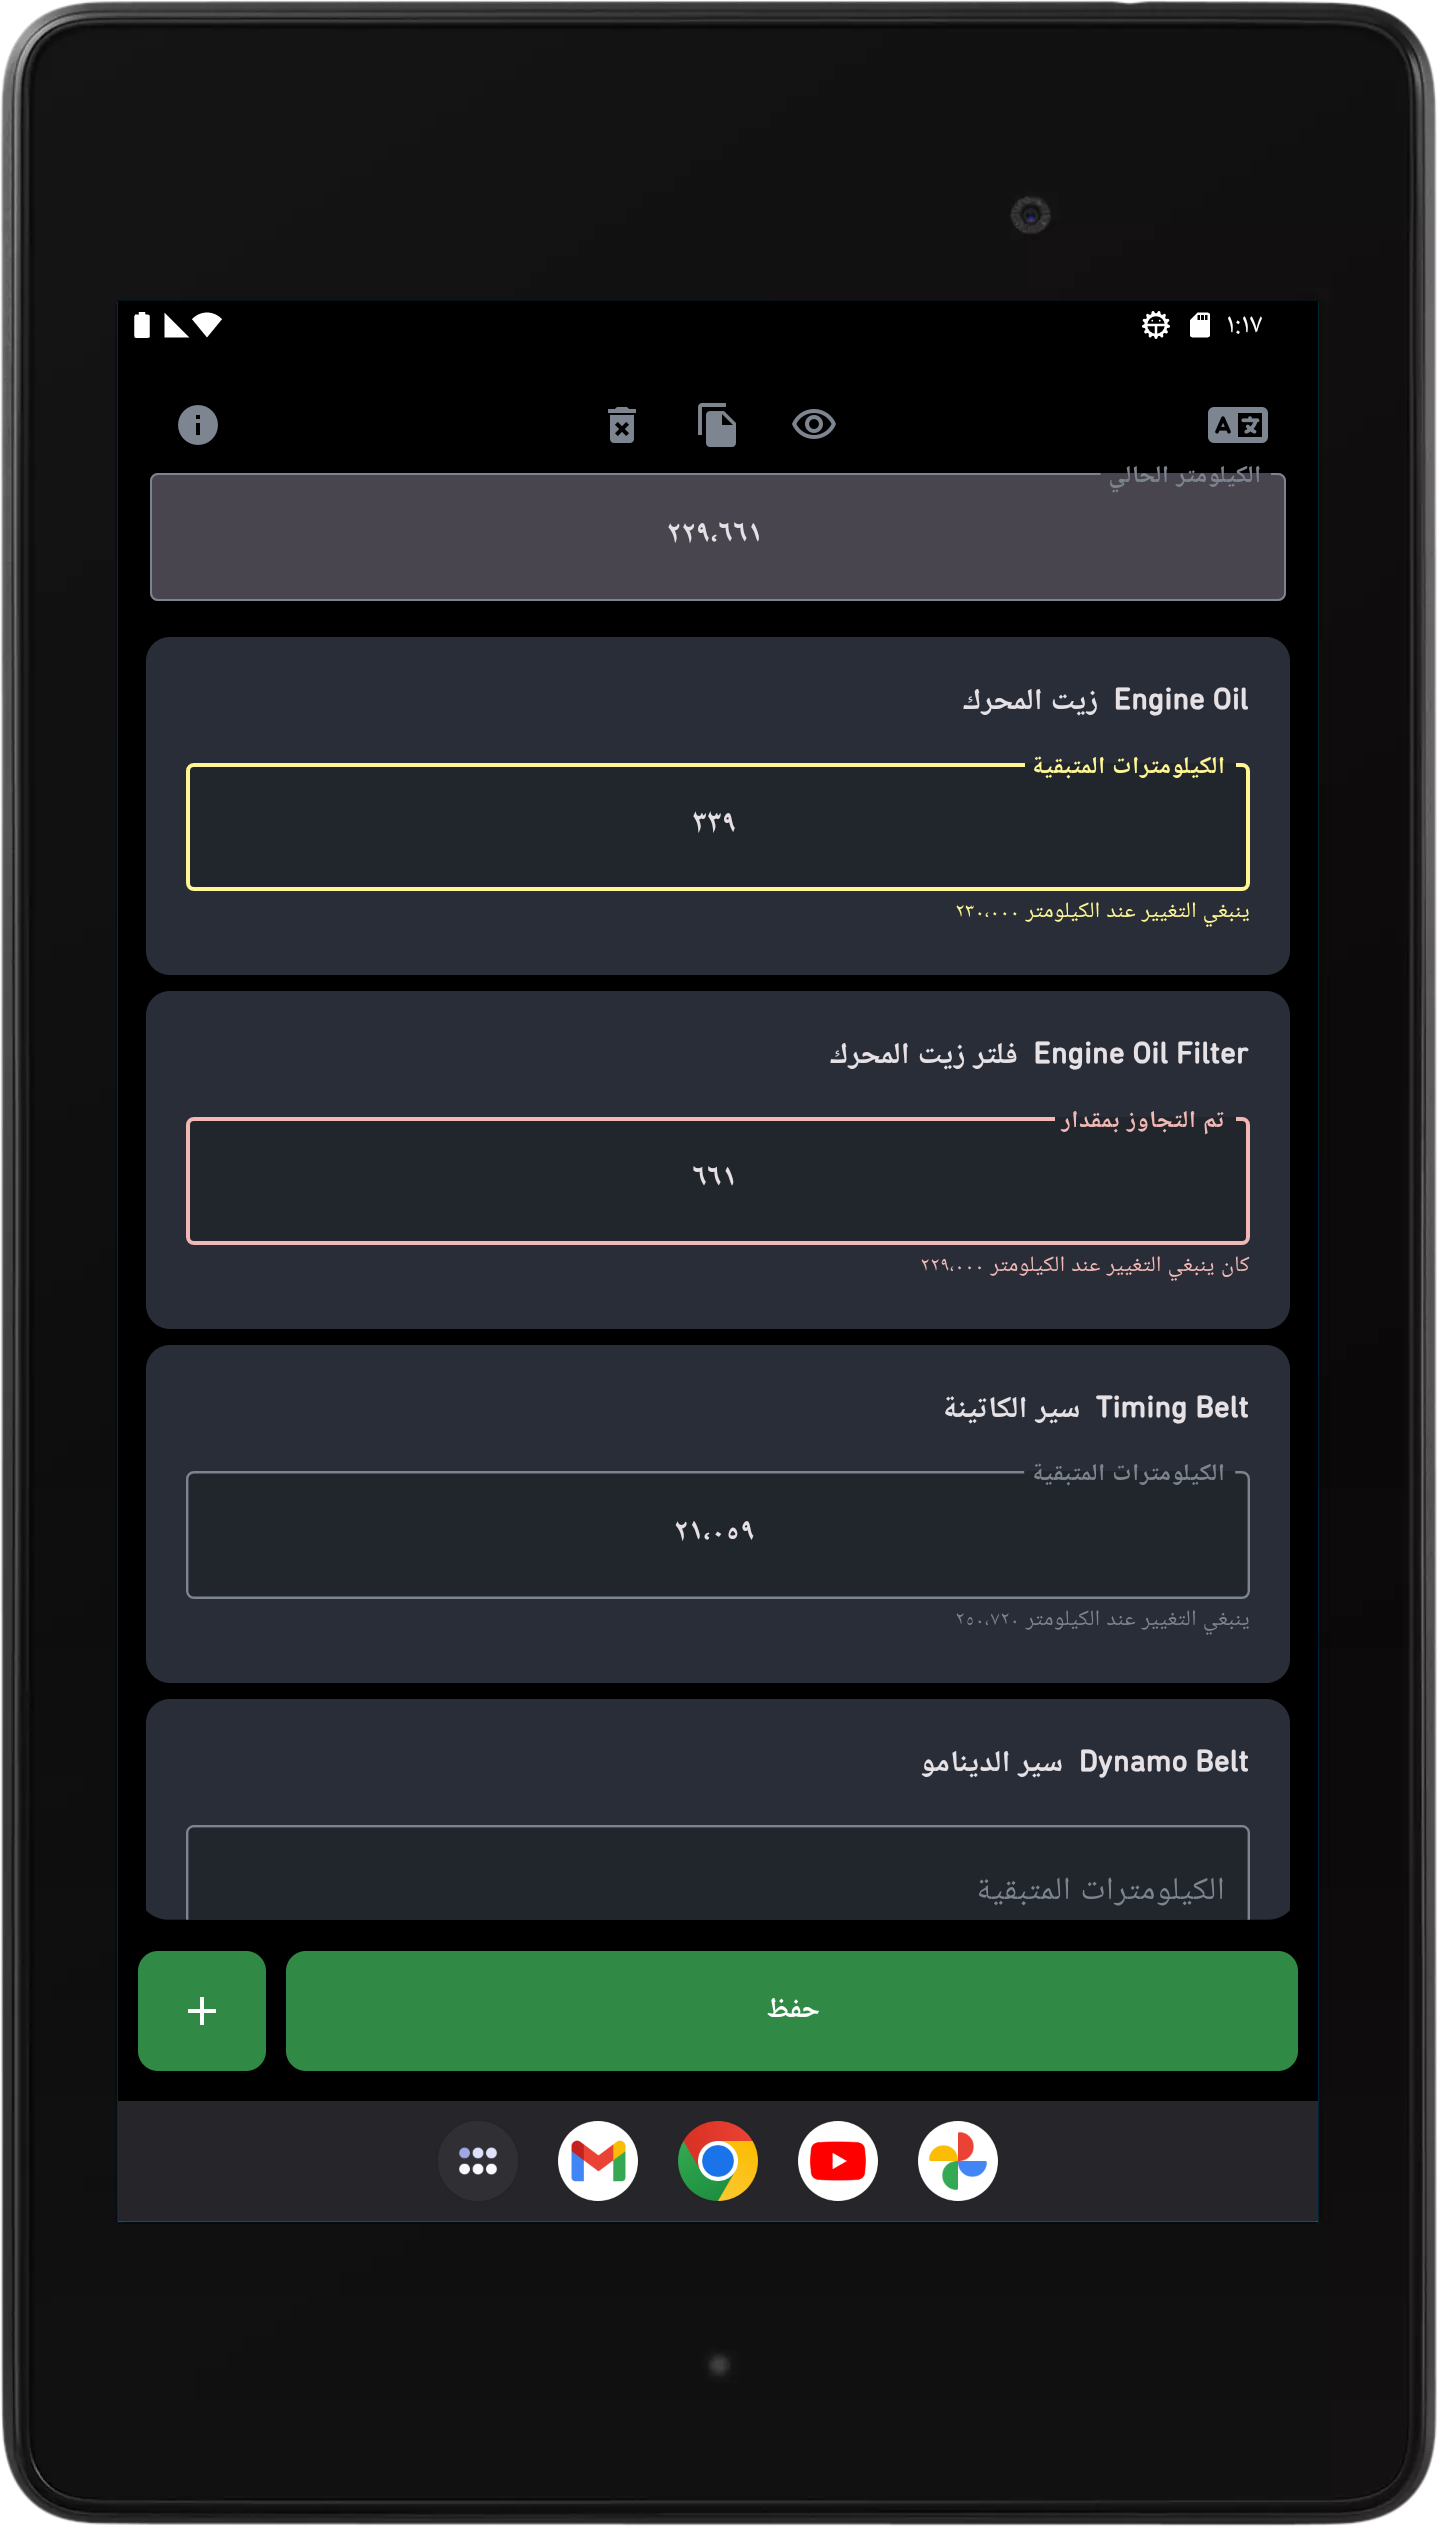 ١:١٧
الكيلومتر الحالي
٢٢٩،٦٦١
Engine Oil زيت المحرك
الكيلومترات المتبقية
٣٣٩
ينبغي التغيير عند الكيلومتر ٢٣٠،٠٠٠
Engine Oil Filter فلتر زيت المحرك
تم التجاوز بمقدار
٦٦١
كان ينبغي التغيير عند الكيلومتر ٢٢٩،٠٠٠
Timing Belt سير الكاتينة
الكيلومترات المتبقية
٢١،٠٥٩
ينبغي التغيير عند الكيلومتر ٢٥٠،٧٢٠
Dynamo Belt سير الدينامو
الكيلومترات المتبقية
حفظ